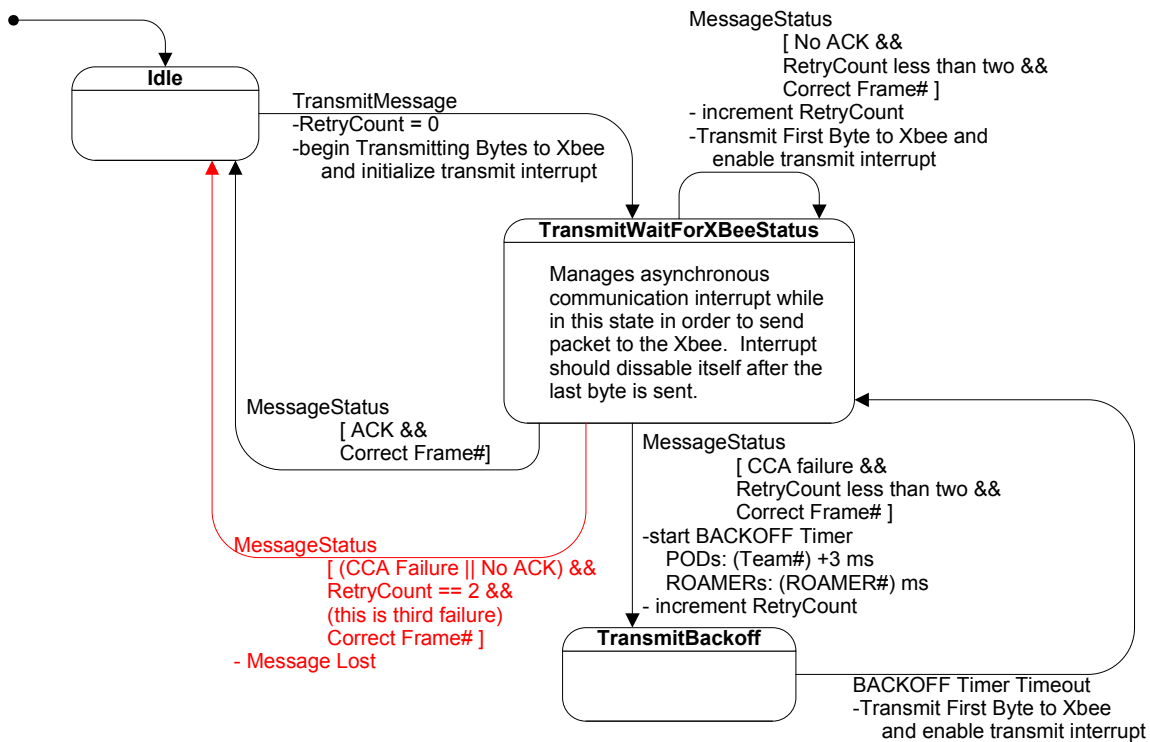 Idle
TransmitMessage
-RetryCount = 0
-begin Transmitting Bytes to Xbee
and initialize transmit interrupt
MessageStatus
[ No ACK &&
RetryCount less than two &&
Correct Frame# ]
- increment RetryCount
-Transmit First Byte to Xbee and
enable transmit interrupt
TransmitWaitForXBeeStatus
Manages asynchronous
communication interrupt while
in this state in order to send
packet to the Xbee.  Interrupt
should dissable itself after the
last byte is sent.
MessageStatus
[ ACK &&
Correct Frame#]
MessageStatus
[ (CCA Failure || No ACK) &&
RetryCount == 2 &&
(this is third failure)
Correct Frame# ]
- Message Lost
MessageStatus
[ CCA failure &&
RetryCount less than two &&
Correct Frame# ]
-start BACKOFF Timer
PODs: (Team#) +3 ms
ROAMERs: (ROAMER#) ms
- increment RetryCount
TransmitBackoff
BACKOFF Timer Timeout
-Transmit First Byte to Xbee
and enable transmit interrupt